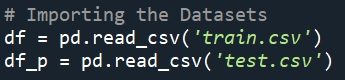 # Importing the Datasets
df = pd.read_csv('train.csv')
df_p = pd.read_csv('test.csv')